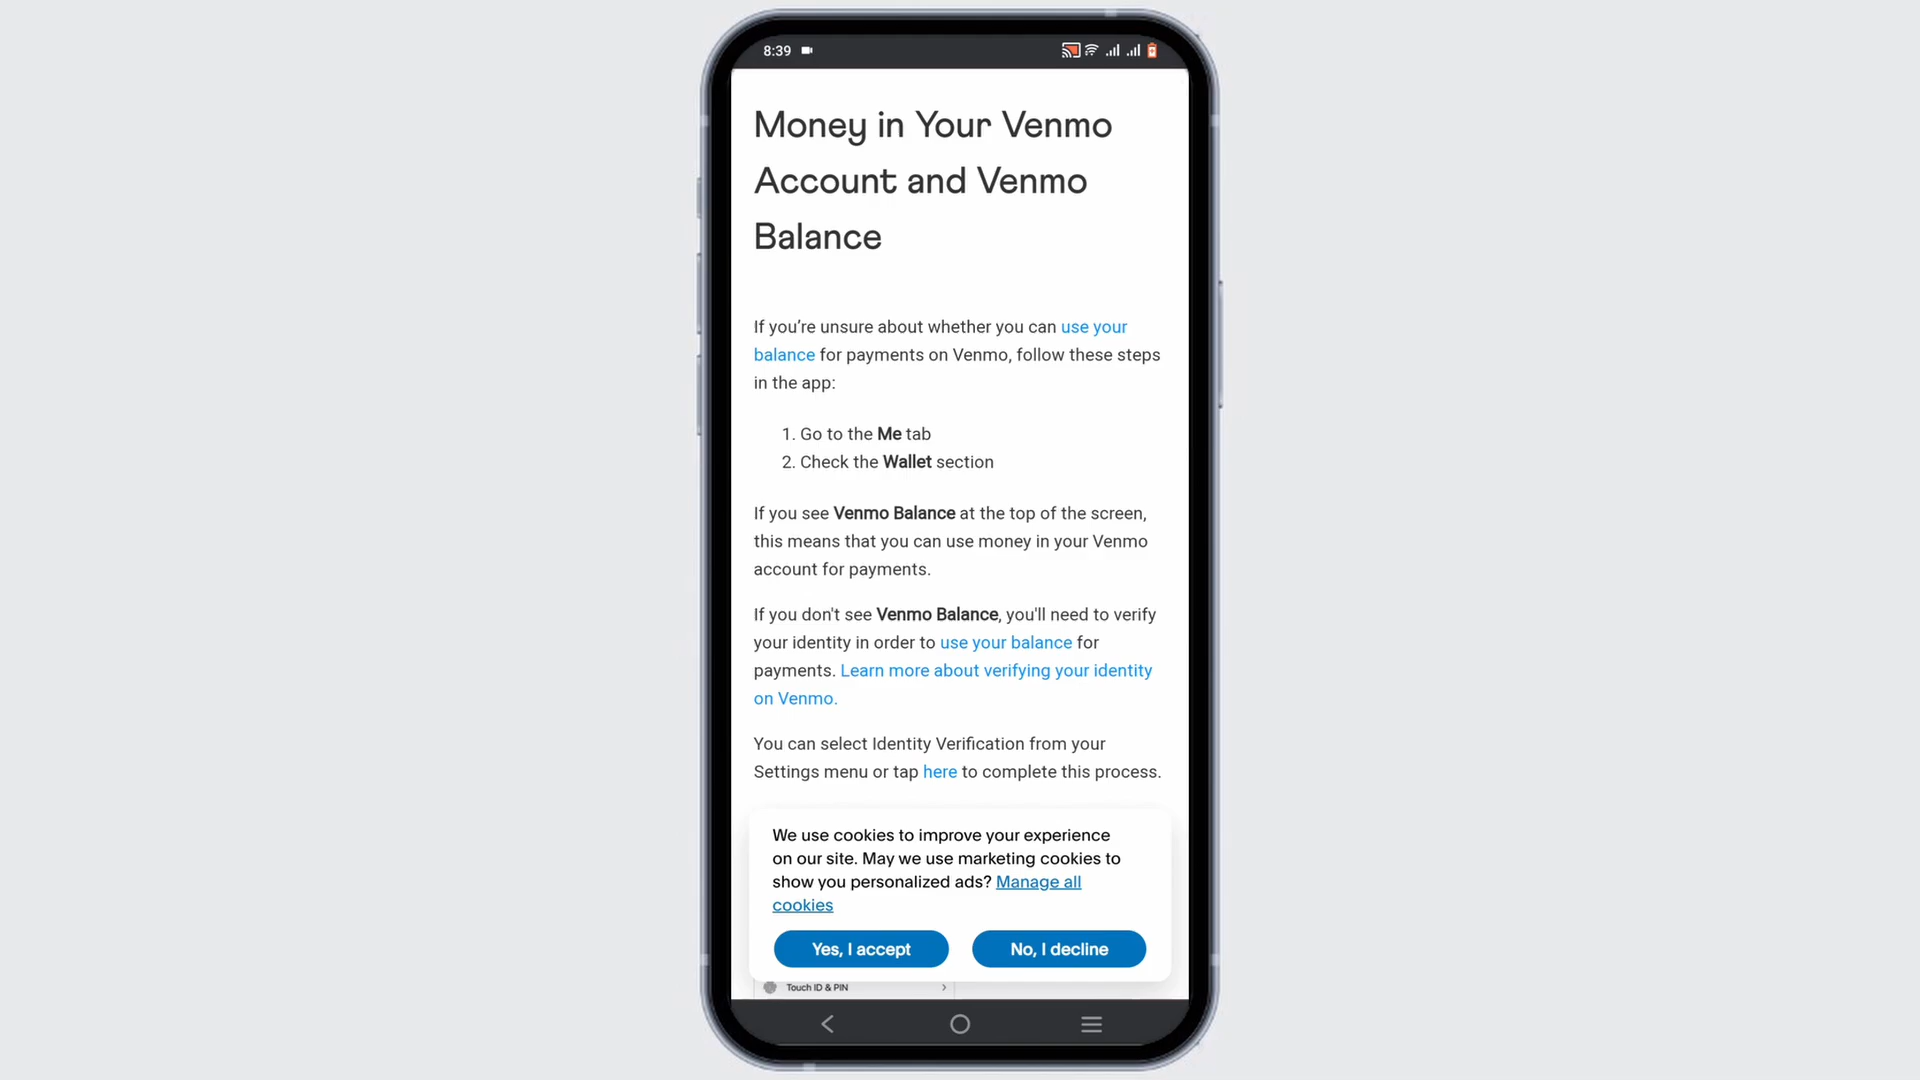 8:39
Money in Your Venmo
Account and Venmo
Balance
If you’re unsure about whether you can use your
balance for payments on Venmo, follow these steps
in the app:
1. Go to the Me tab
2. Check the Wallet section
If you see Venmo Balance at the top of the screen,
this means that you can use money in your Venmo
account for payments.
If you don't see Venmo Balance, you'll need to verify
your identity in order to use your balance for
payments. Learn more about verifying your identity
on Venmo.
You can select Identity Verification from your
Settings menu or tap here to complete this process.
We use cookies to improve your experience
on our site. May we use marketing cookies to
show you personalized ads? Manage all
cookies
Yes, I accept No, I decline
Touch ID & PIN